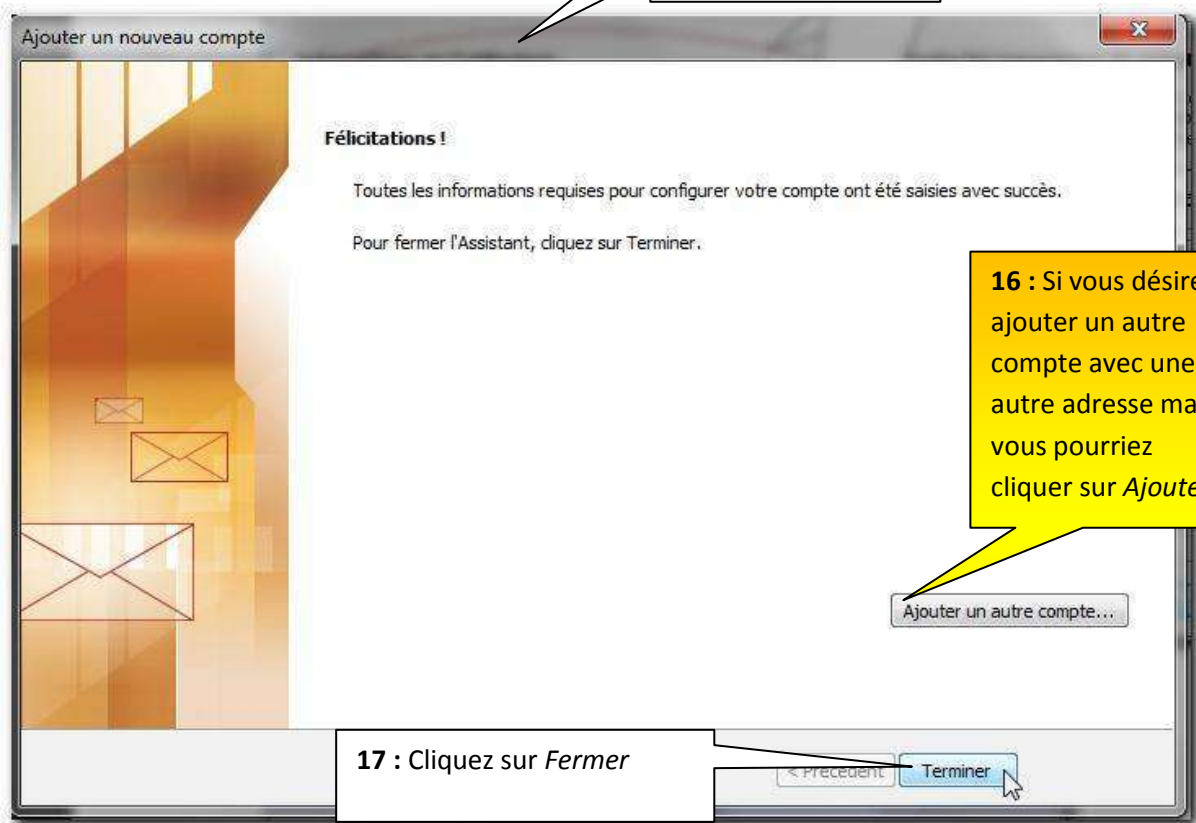 Ajouter un nouveau compte
Félicitations !
Toutes les informations requises pour configurer votre compte ont été saisies avec succès.
Pour fermer l'Assistant, cliquez sur Terminer.
16 : Si vous désire
ajouter un autre
compte avec une
autre adresse ma
vous pourriez
cliquer sur Ajoute
Ajouter un autre compte...
17 : Cliquez sur Fermer
< Précédent
Terminer